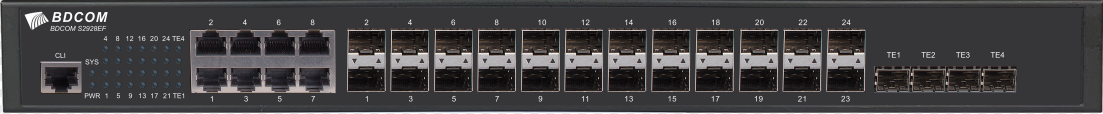 BDCOM
BDCOM S2928EF
4 8 12 16 20 24 TE4
CLI
SYS
PWR 1 5 9 13 17 21 TE1
2 4 6 8
1 3 5 7
2 4 6 8 10 12 14 16 18 20 22 24
1 3 5 7 9 11 13 15 17 19 21 23
TE1 TE2 TE3 TE4